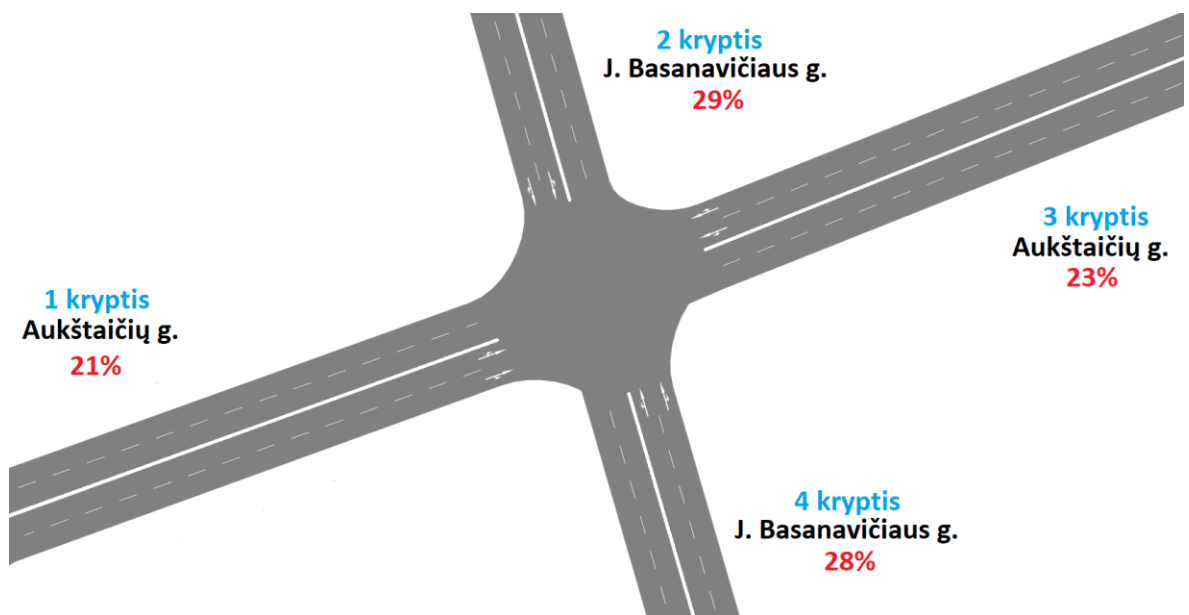 2 kryptis
J. Basanavičiaus g.
29%
3 kryptis
Aukštaičių g.
23%
1 kryptis
Aukštaičių g.
21%
4 kryptis
J. Basanavičiaus g.
28%